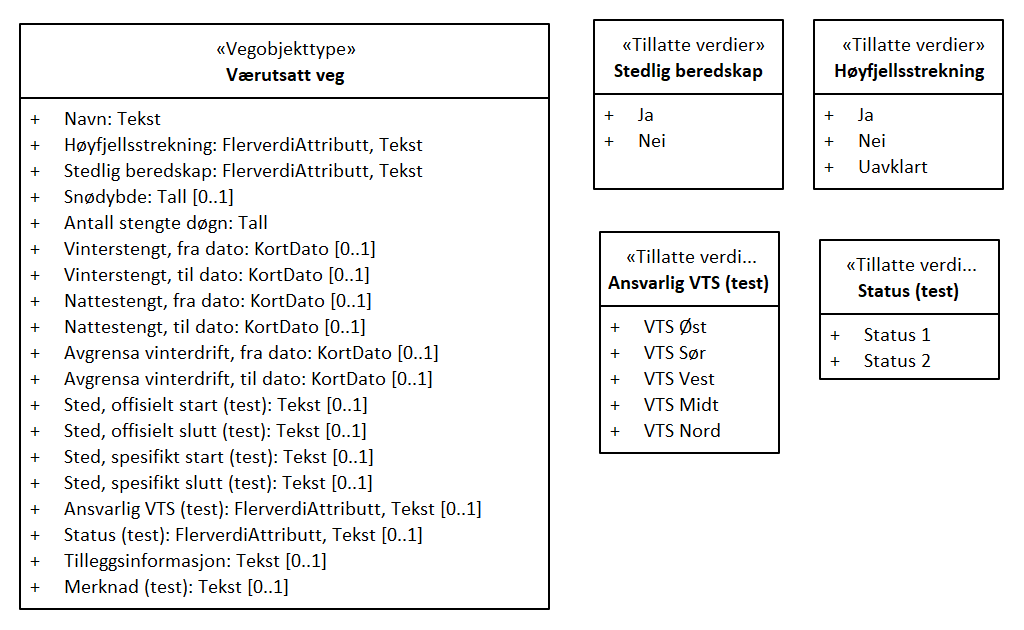 «Vegobjekttype»
Værutsatt veg
+ Navn: Tekst
+ Høyfjellsstrekning: FlerverdiAttributt, Tekst
+ Stedlig beredskap: FlerverdiAttributt, Tekst
+ Snødybde: Tall [0..1]
+ Antall stengte døgn: Tall
+ Vinterstengt, fra dato: KortDato [0..1]
+ Vinterstengt, til dato: KortDato [0..1]
+ Nattestengt, fra dato: KortDato [0..1]
+ Nattestengt, til dato: KortDato [0..1]
+ Avgrensa vinterdrift, fra dato: KortDato [0..1]
+ Avgrensa vinterdrift, til dato: KortDato [0..1]
+ Sted, offisielt start (test): Tekst [0..1]
+ Sted, offisielt slutt (test): Tekst [0..1]
+ Sted, spesifikt start (test): Tekst [0..1]
+ Sted, spesifikt slutt (test): Tekst [0..1]
+ Ansvarlig VTS (test): FlerverdiAttributt, Tekst [0..1]
+ Status (test): FlerverdiAttributt, Tekst [0..1]
+ Tilleggsinformasjon: Tekst [0..1]
+ Merknad (test): Tekst [0..1]
«Tillatte verdier»
Stedlig beredskap
+ Ja
+ Nei
«Tillatte verdier»
Høyfjellsstrekning
+ Ja
+ Nei
+ Uavklart
«Tillatte verdi...
Ansvarlig VTS (test)
+ VTS Øst
+ VTS Sør
+ VTS Vest
+ VTS Midt
+ VTS Nord
«Tillatte verdi...
Status (test)
+ Status 1
+ Status 2